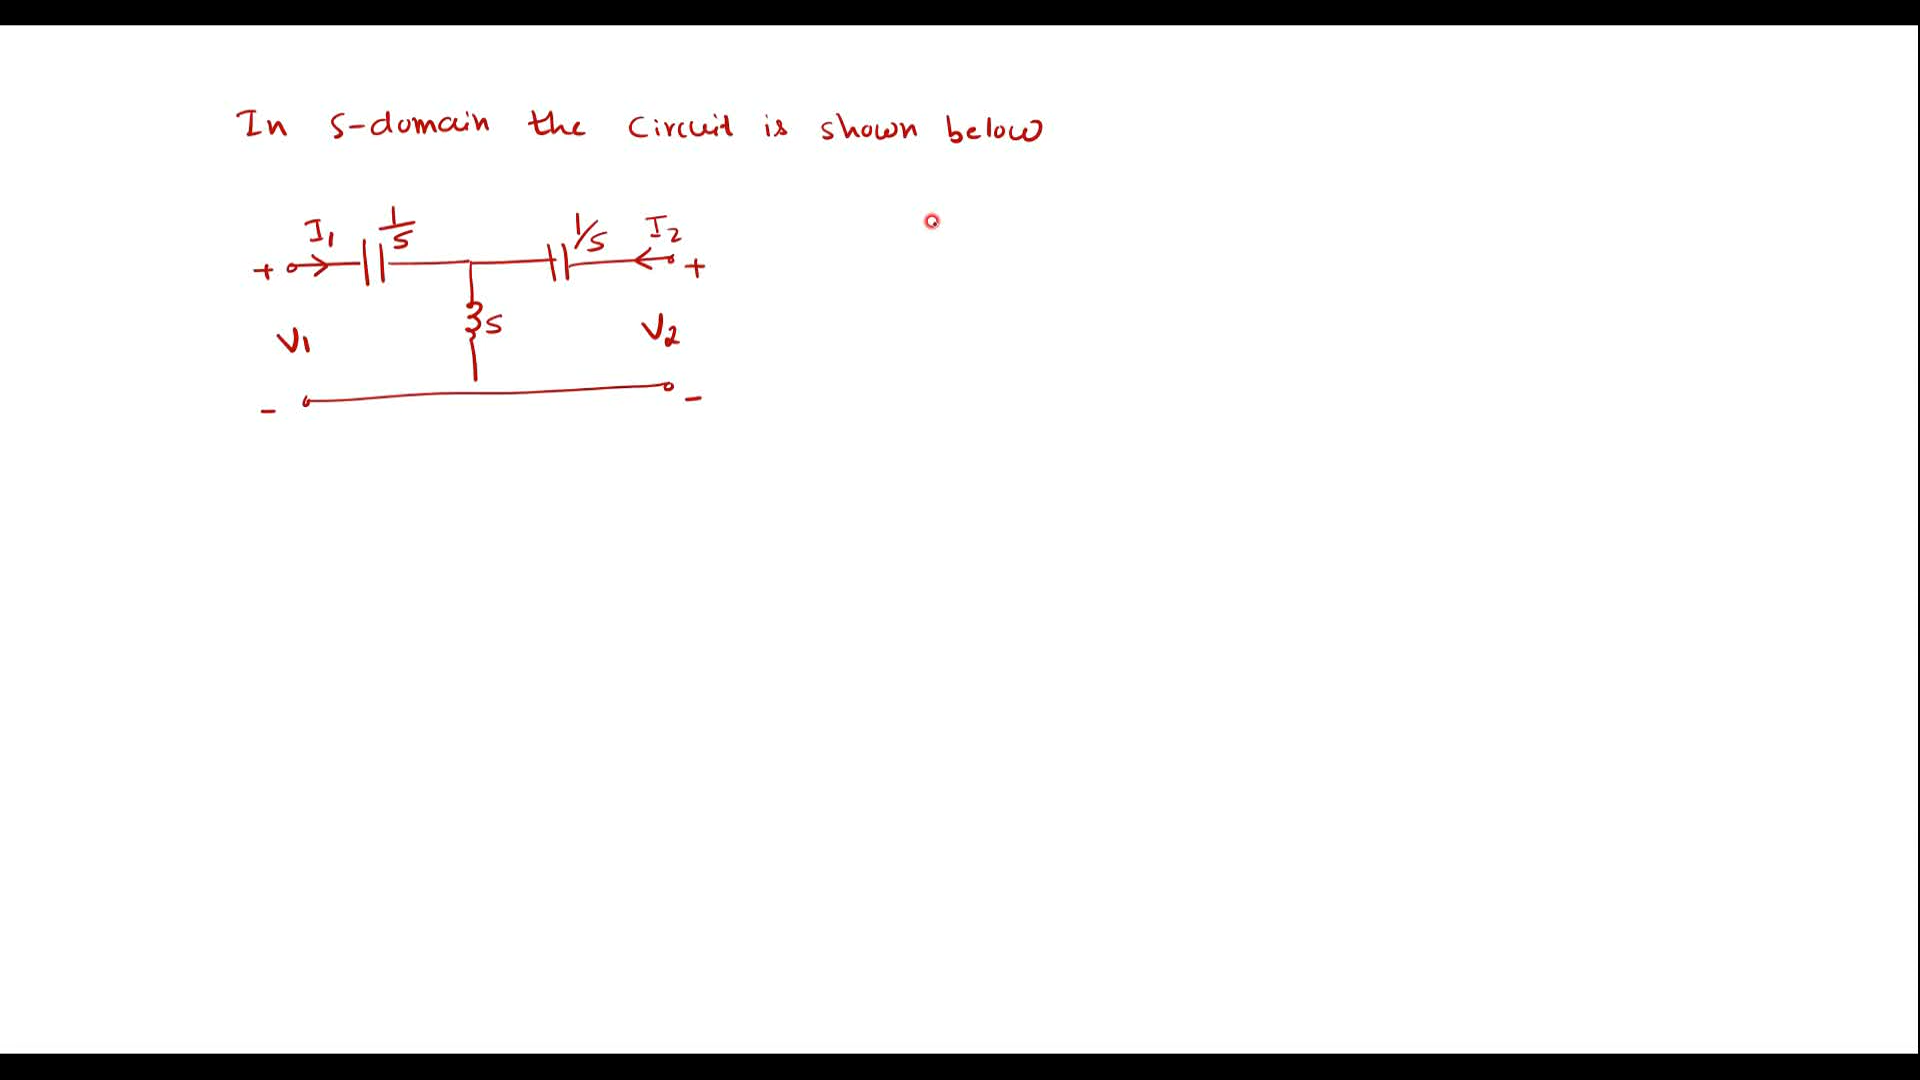 In s-domain the circuit is shown below
I1 1/s 1/s I2
+ +
s
V1 V2
- -